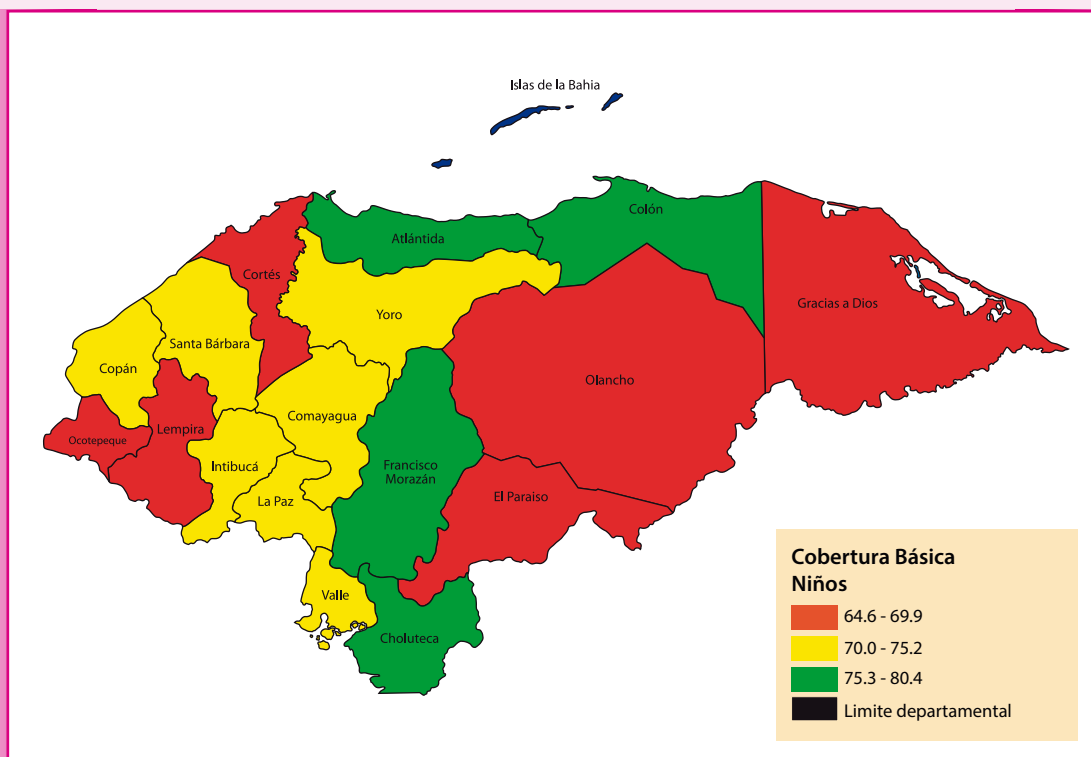 Islas de la Bahia
Colón
Atlántida
Cortés
Gracias a Dios
Yoro
Santa Bárbara
Copán
Olancho
Comayagua
Lempira
Ocotepeque
Intibucá
Francisco
Morazán
La Paz
El Paraiso
Valle
Choluteca
Cobertura Básica
Niños
64.6 - 69.9
70.0 - 75.2
75.3 - 80.4
Limite departamental